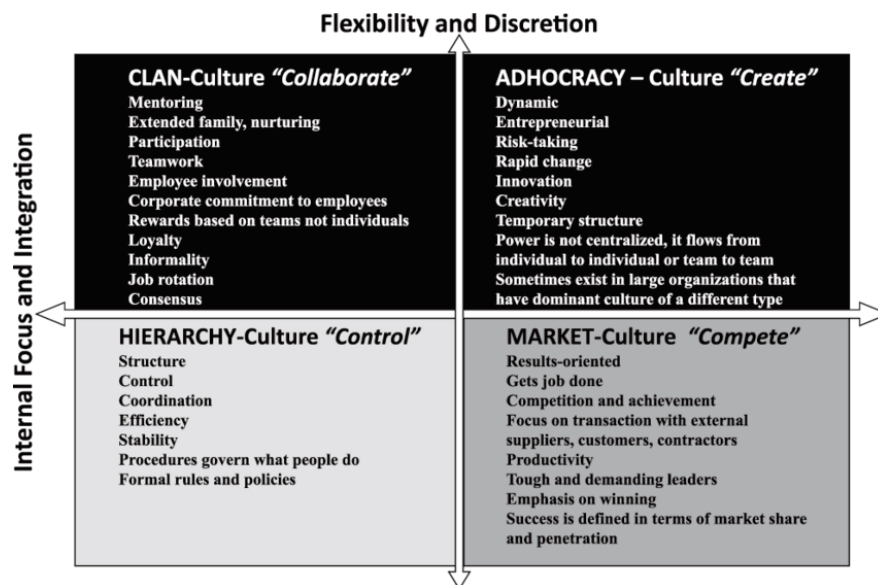 Flexibility and Discretion
CLAN-Culture "Collaborate"
Mentoring
Extended family, nurturing
Participation
Teamwork
Employee involvement
Corporate commitment to employees
Rewards based on teams not individuals
Loyalty
Informality
Job rotation
Consensus
ADHOCRACY – Culture "Create"
Dynamic
Entrepreneurial
Risk-taking
Rapid change
Innovation
Creativity
Temporary structure
Power is not centralized, it flows from
individual to individual or team to team
Sometimes exist in large organizations that
have dominant culture of a different type
Internal Focus and Integration
HIERARCHY-Culture "Control"
Structure
Control
Coordination
Efficiency
Stability
Procedures govern what people do
Formal rules and policies
MARKET-Culture "Compete"
Results-oriented
Gets job done
Competition and achievement
Focus on transaction with external
suppliers, customers, contractors
Productivity
Tough and demanding leaders
Emphasis on winning
Success is defined in terms of market share
and penetration